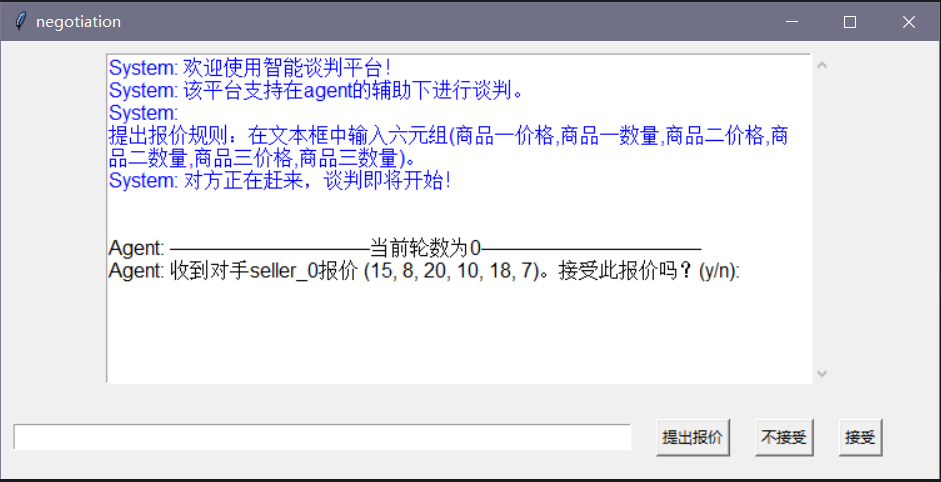 negotiation
System: 欢迎使用智能谈判平台！
System: 该平台支持在agent的辅助下进行谈判。
System:
提出报价规则：在文本框中输入六元组(商品一价格,商品一数量,商品二价格,商
品二数量,商品三价格,商品三数量)。
System: 对方正在赶来，谈判即将开始！
Agent: ——————————当前轮数为0———————————
Agent: 收到对手seller_0报价 (15, 8, 20, 10, 18, 7)。接受此报价吗？(y/n):
提出报价 不接受 接受